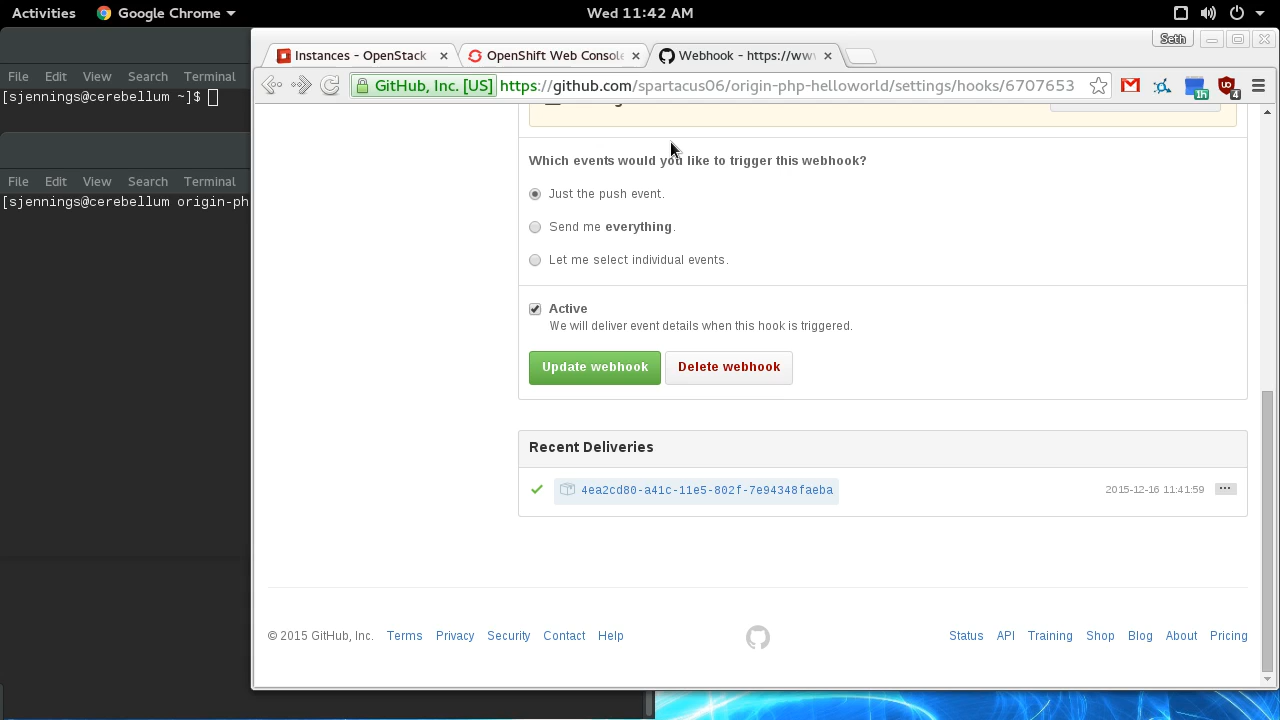 Activities Google Chrome Wed 11:42 AM
Seth
Instances - OpenStack OpenShift Web Console Webhook - https://ww
GitHub, Inc. [US] https://github.com/spartacus06/origin-php-helloworld/settings/hooks/6707653
1h 4
File Edit View Search Terminal
[sjennings@cerebellum ~]$
File Edit View Search Terminal
[sjennings@cerebellum origin-ph
Which events would you like to trigger this webhook?
Just the push event.
Send me everything.
Let me select individual events.
Active
We will deliver event details when this hook is triggered.
Update webhook Delete webhook
Recent Deliveries
4ea2cd80-a41c-11e5-802f-7e94348faeba 2015-12-16 11:41:59
© 2015 GitHub, Inc. Terms Privacy Security Contact Help Status API Training Shop Blog About Pricing